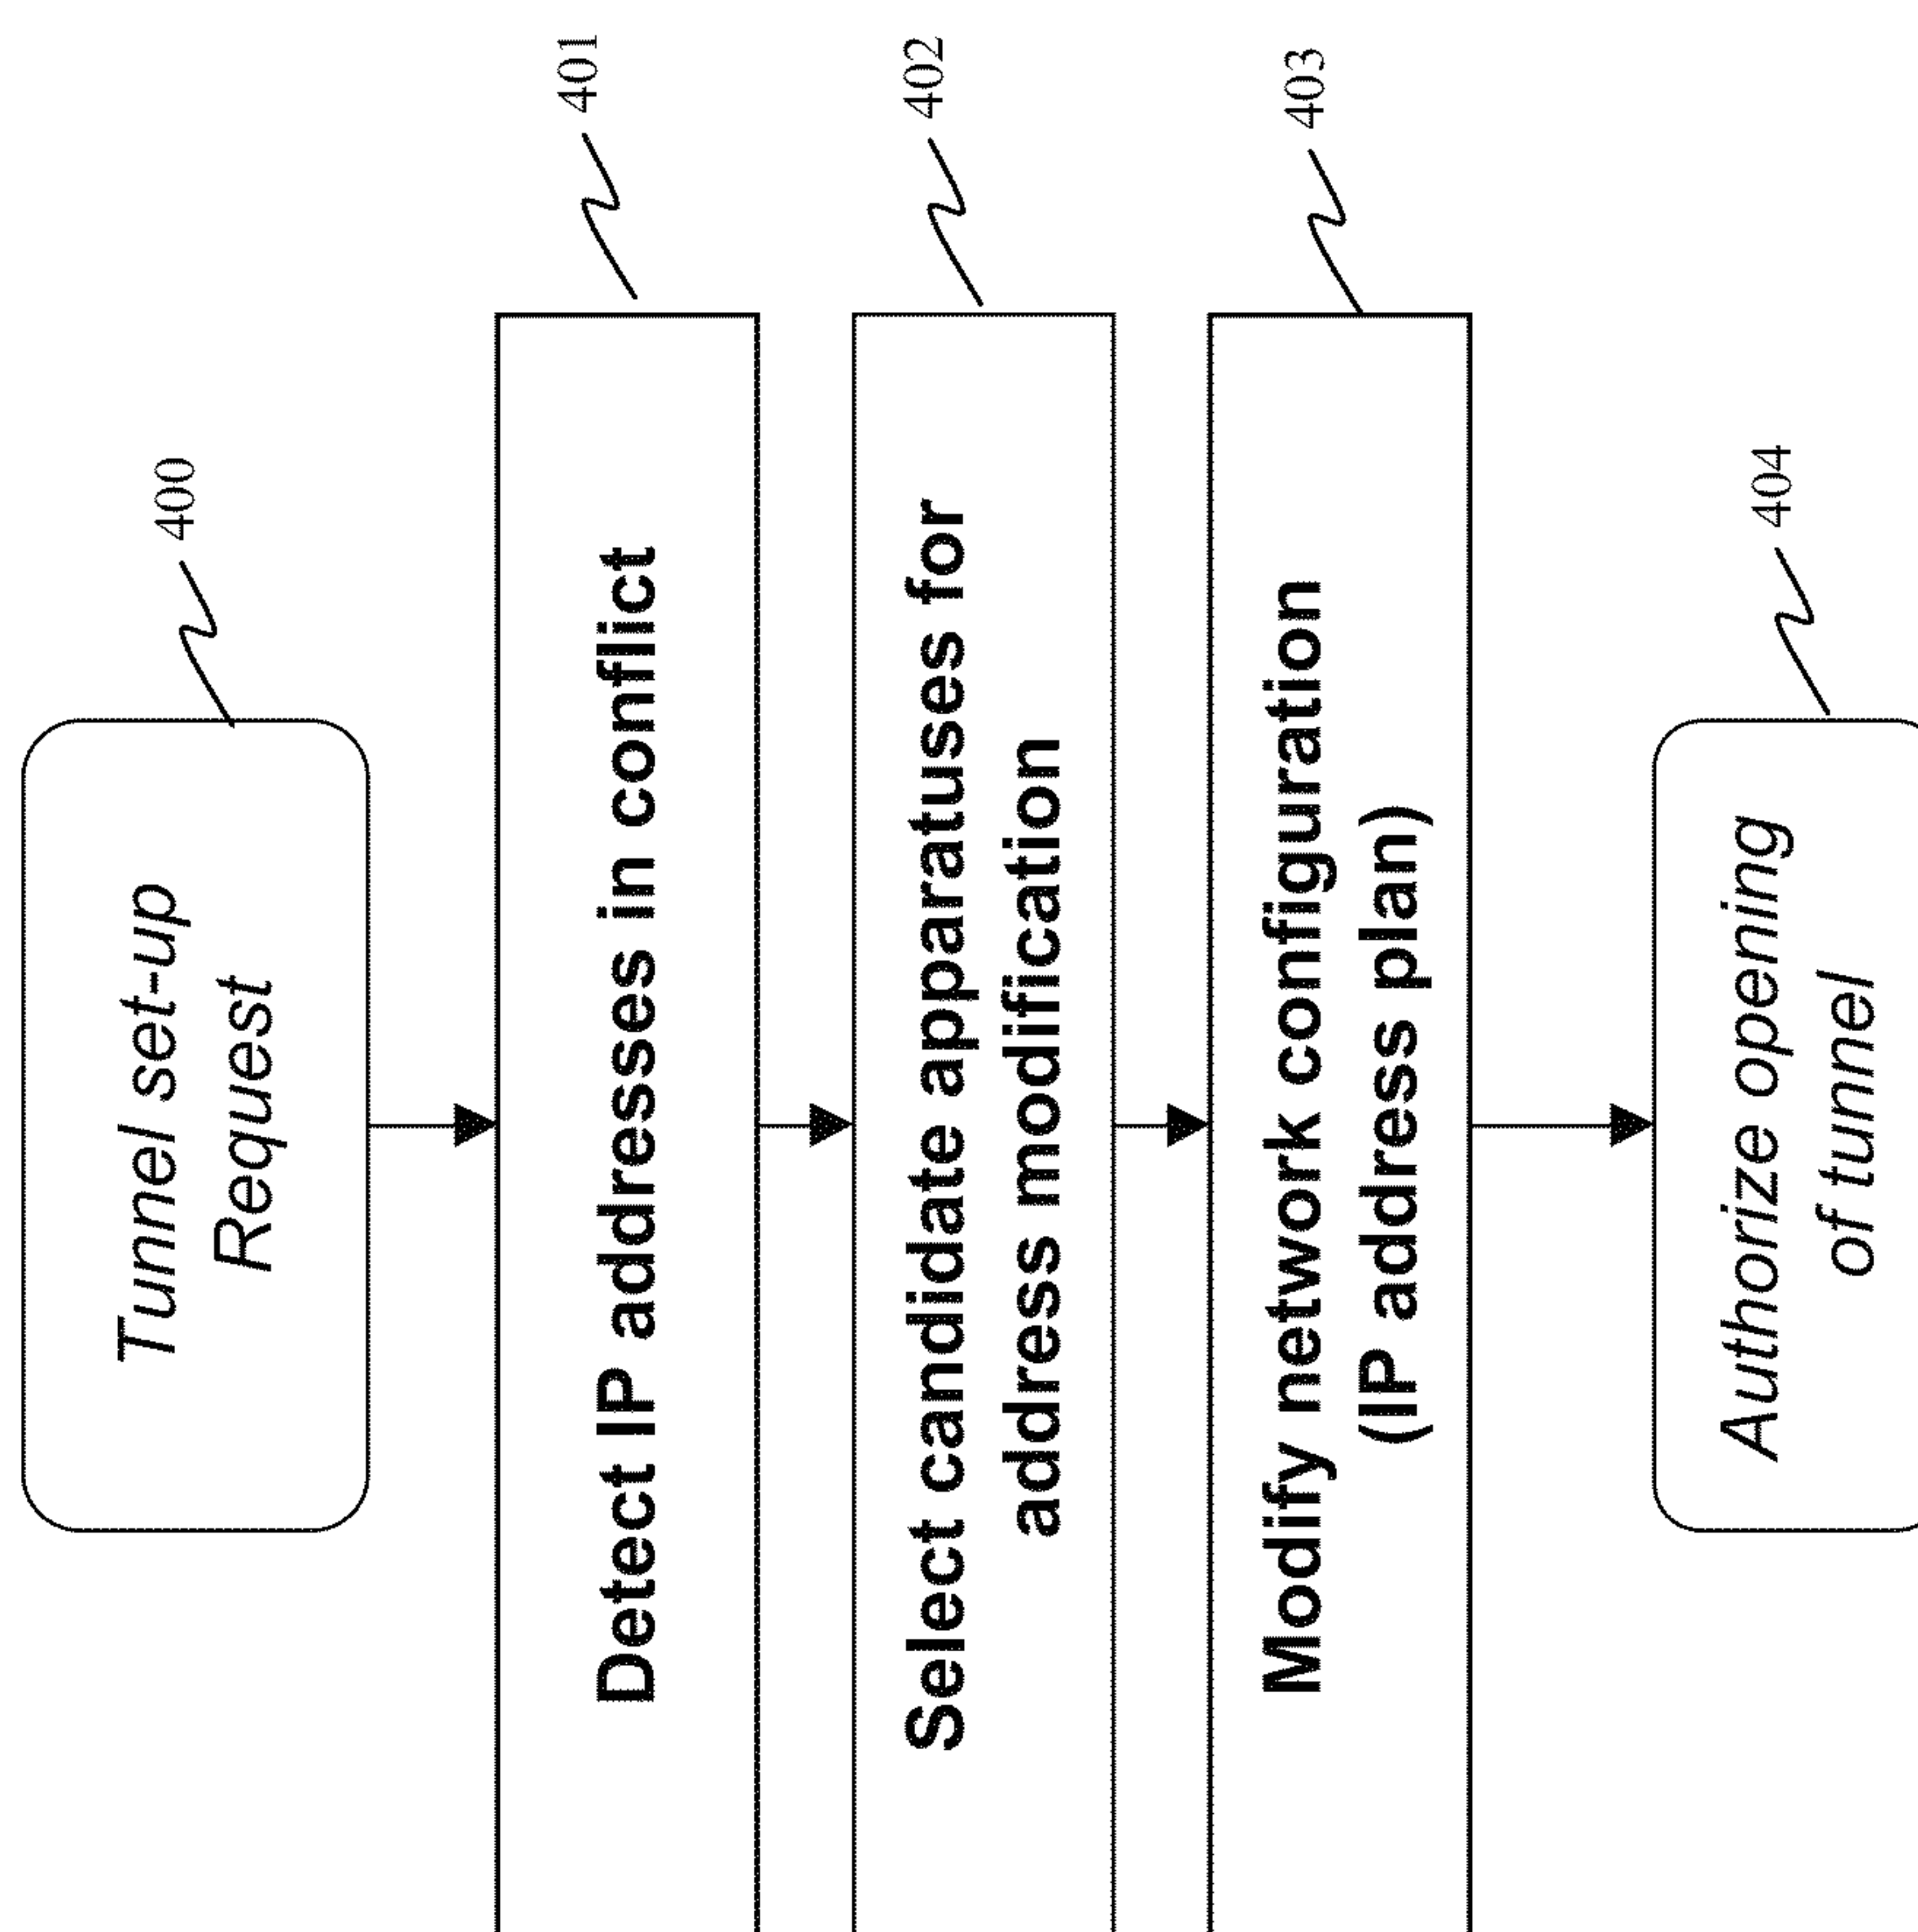 Tunnel set-up
Request
400
Detect IP addresses in conflict
401
Select candidate apparatuses for
address modification
402
Modify network configuration
(IP address plan)
403
Authorize opening
of tunnel
404